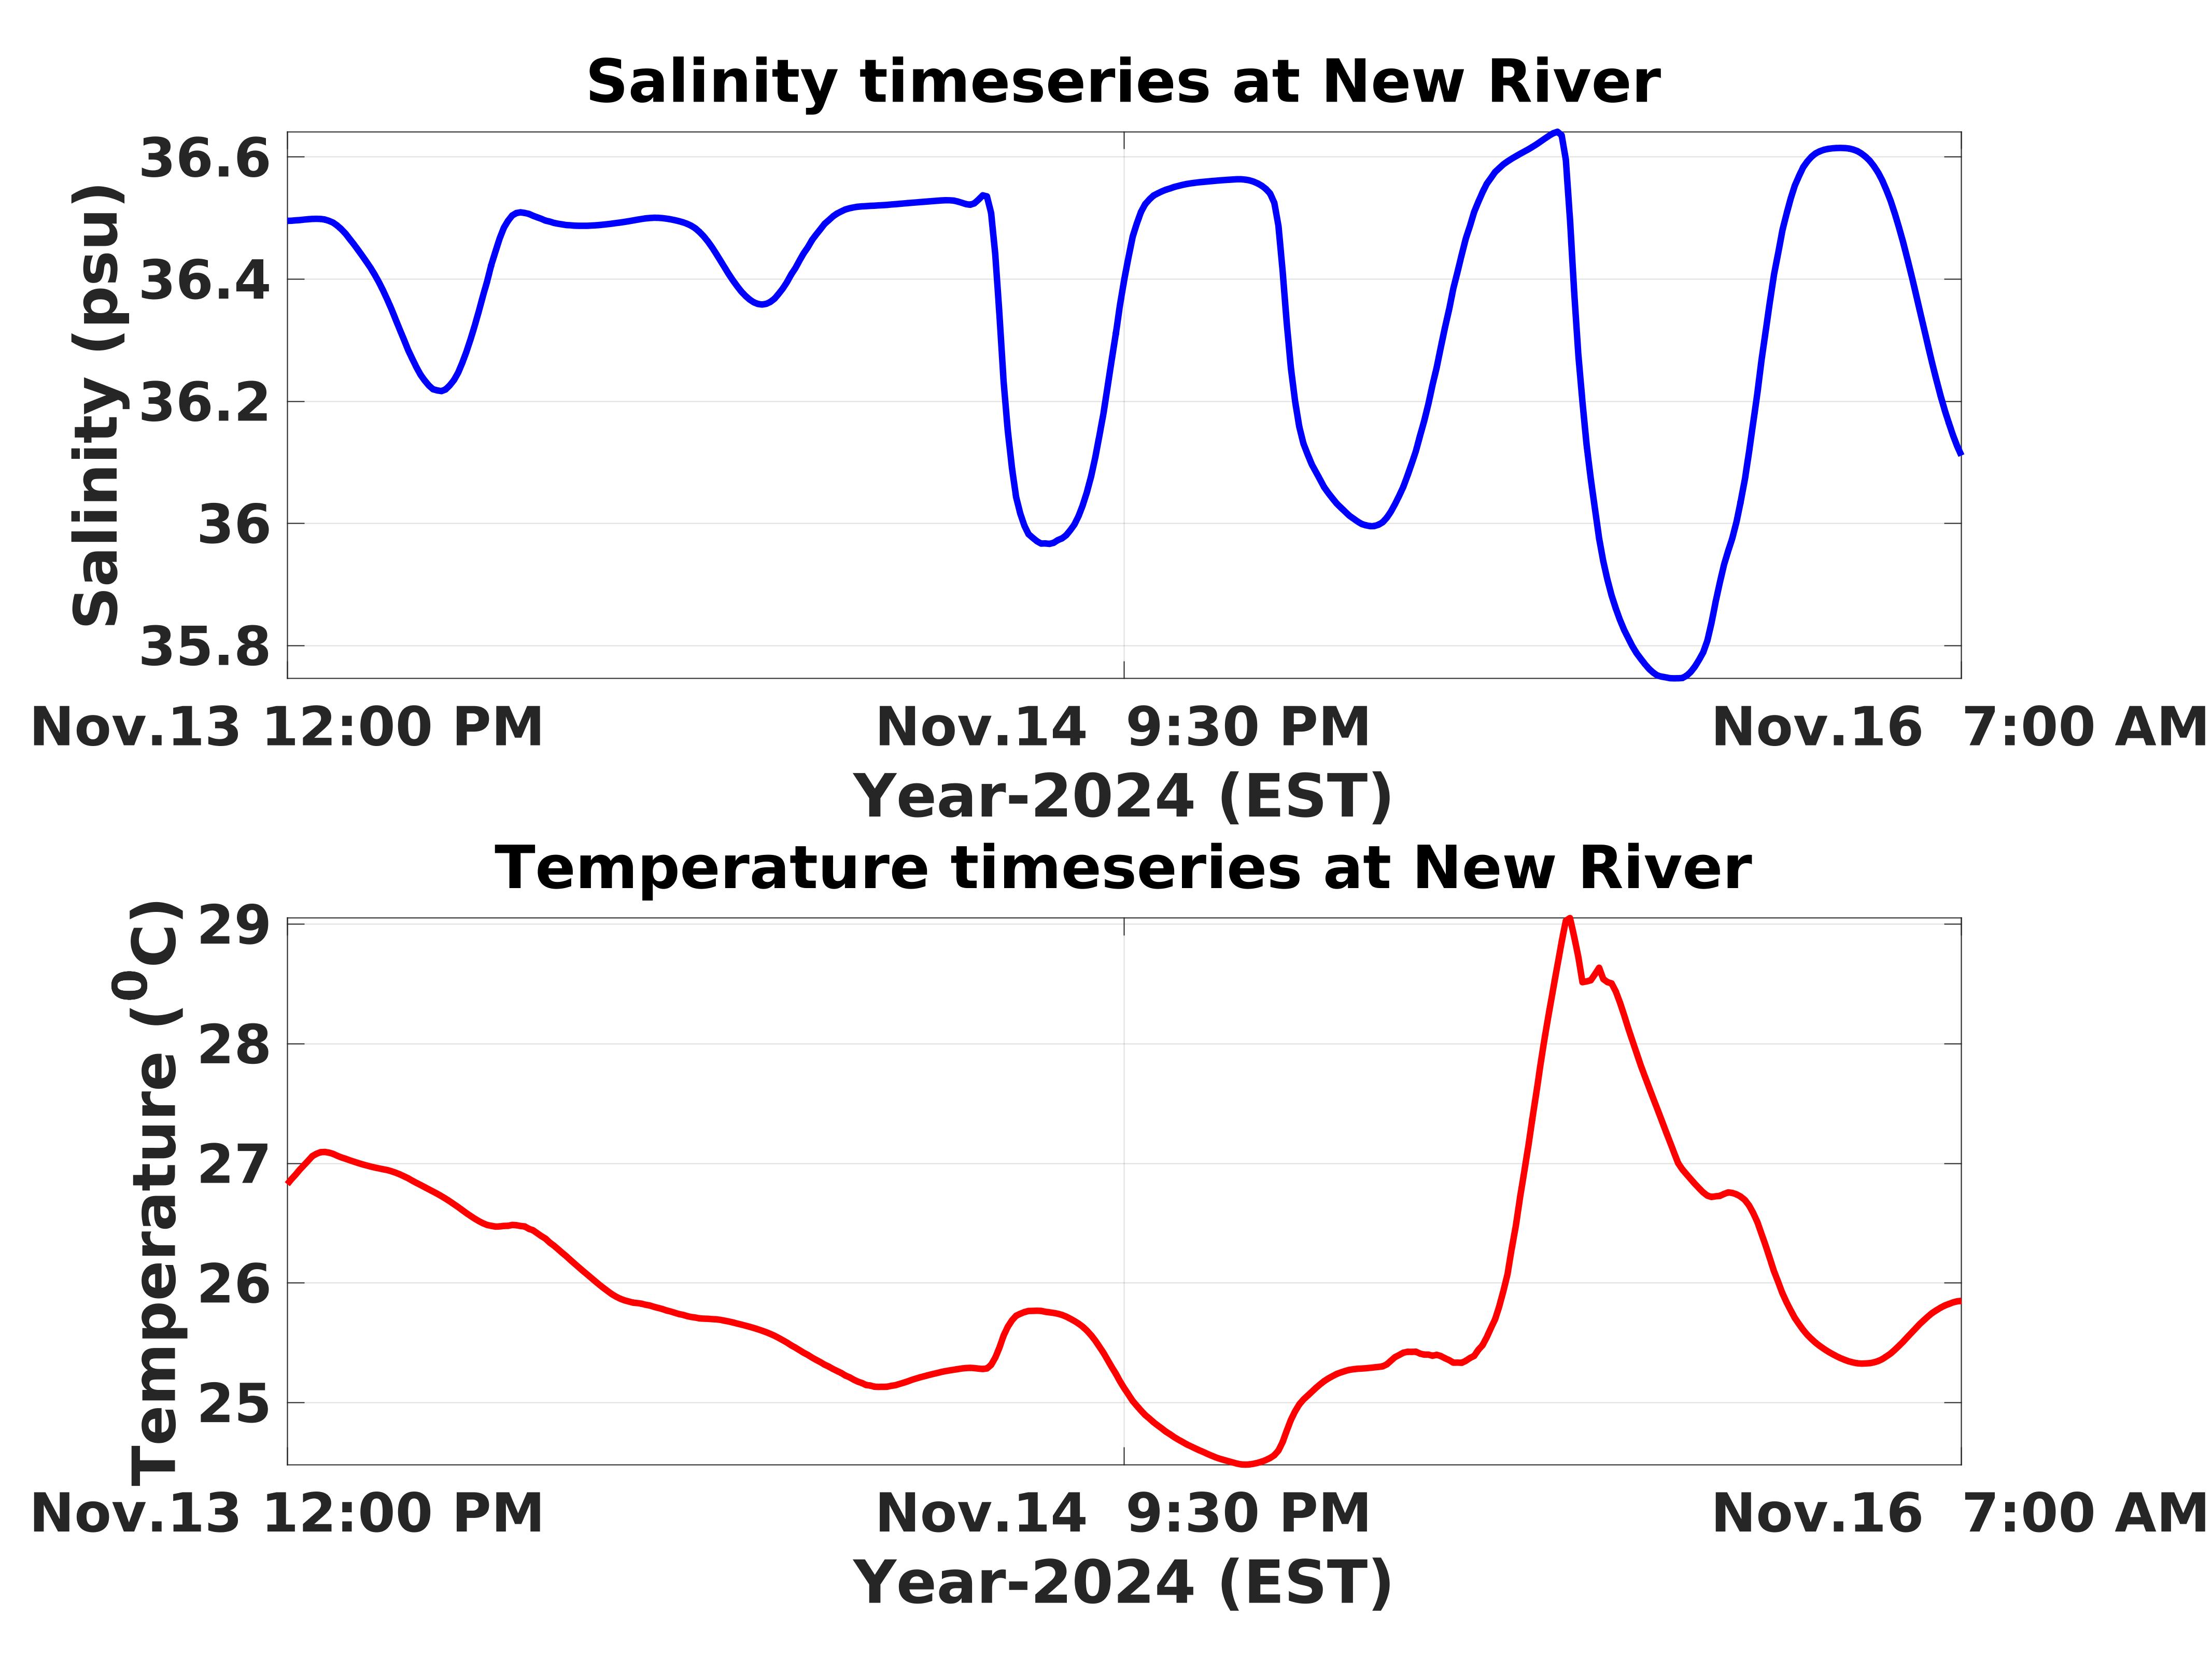 Salinity timeseries at New River
Salinity (psu)
36.6
36.4
36.2
36
35.8
Nov.13 12:00 PM Nov.14  9:30 PM Nov.16  7:00 AM
Year-2024 (EST)
Temperature timeseries at New River
Temperature (⁰C)
29
28
27
26
25
Nov.13 12:00 PM Nov.14  9:30 PM Nov.16  7:00 AM
Year-2024 (EST)